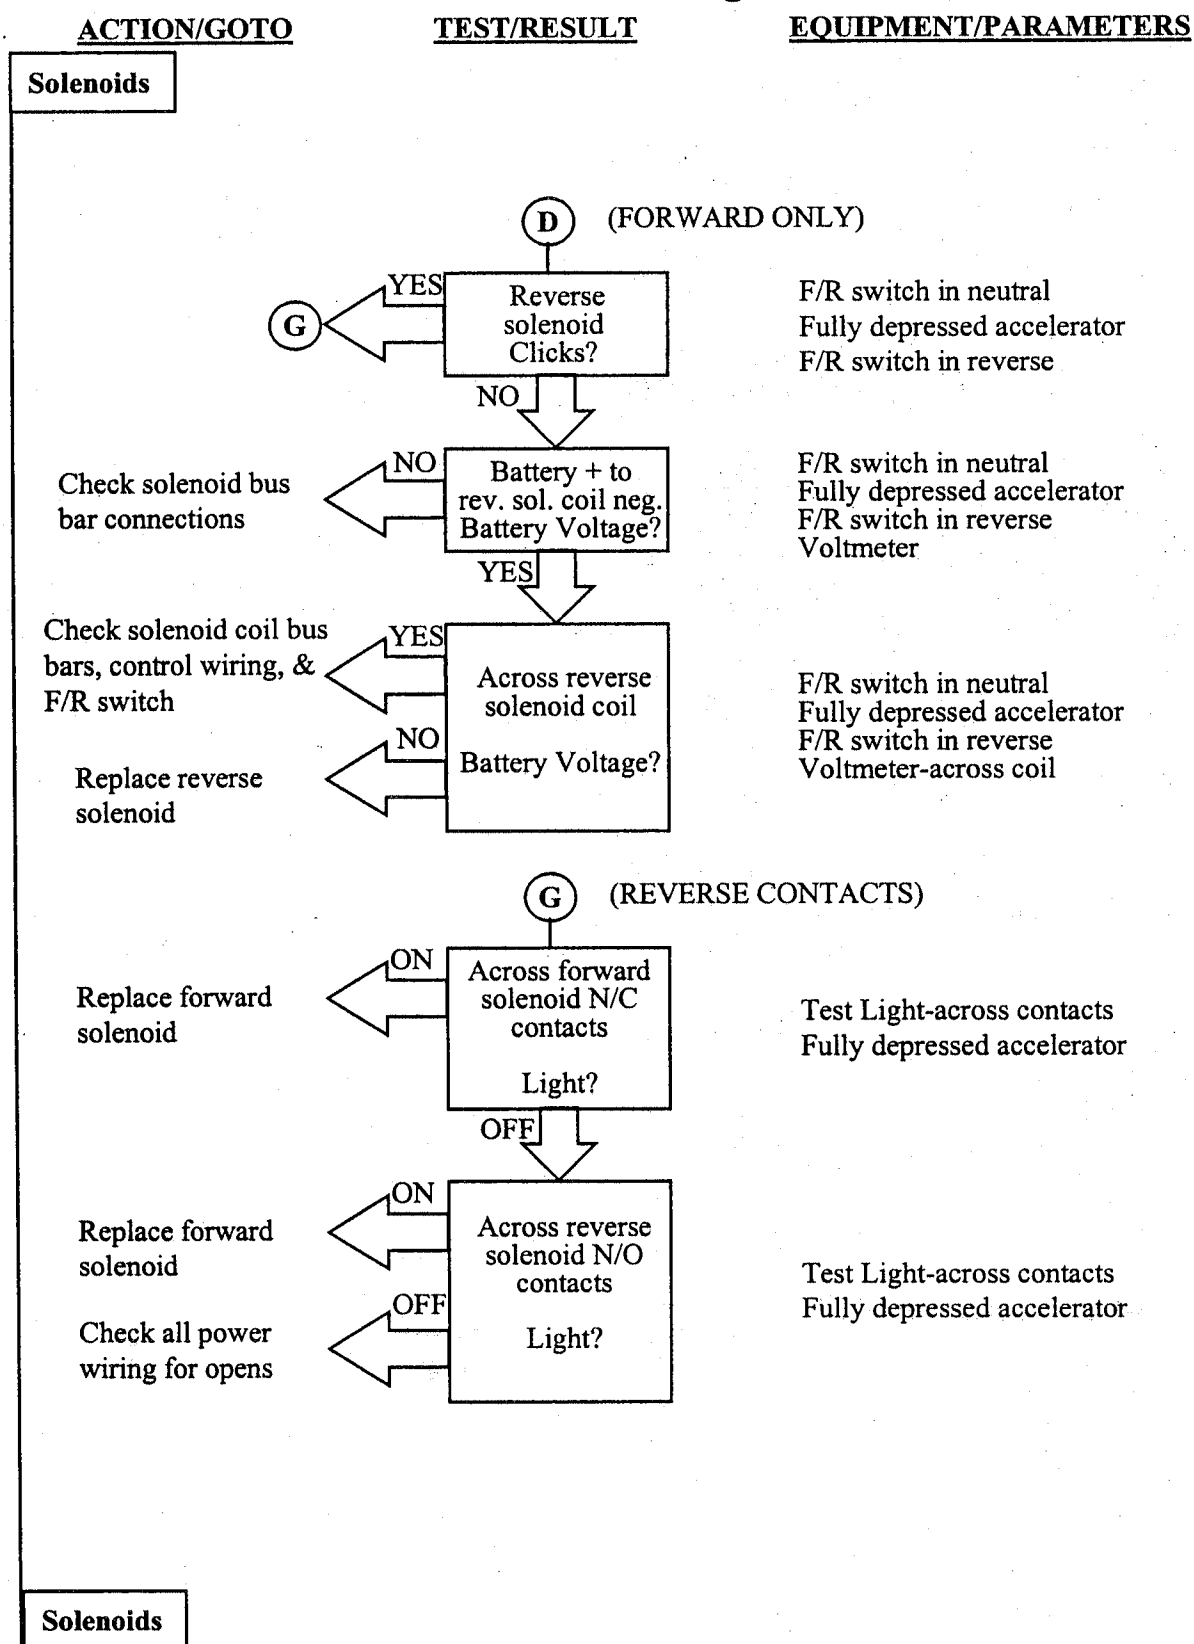 ACTION/GOTO TEST/RESULT EQUIPMENT/PARAMETERS
Solenoids
D (FORWARD ONLY)
YES
G
Reverse
solenoid
Clicks?
F/R switch in neutral
Fully depressed accelerator
F/R switch in reverse
NO
Check solenoid bus
bar connections
NO
Battery + to
rev. sol. coil neg.
Battery Voltage?
F/R switch in neutral
Fully depressed accelerator
F/R switch in reverse
Voltmeter
YES
Check solenoid coil bus
bars, control wiring, &
F/R switch
YES
Replace reverse
solenoid
NO
Across reverse
solenoid coil
Battery Voltage?
F/R switch in neutral
Fully depressed accelerator
F/R switch in reverse
Voltmeter-across coil
G (REVERSE CONTACTS)
Replace forward
solenoid
ON
Across forward
solenoid N/C
contacts
Light?
Test Light-across contacts
Fully depressed accelerator
OFF
Replace forward
solenoid
ON
Check all power
wiring for opens
OFF
Across reverse
solenoid N/O
contacts
Light?
Test Light-across contacts
Fully depressed accelerator
Solenoids